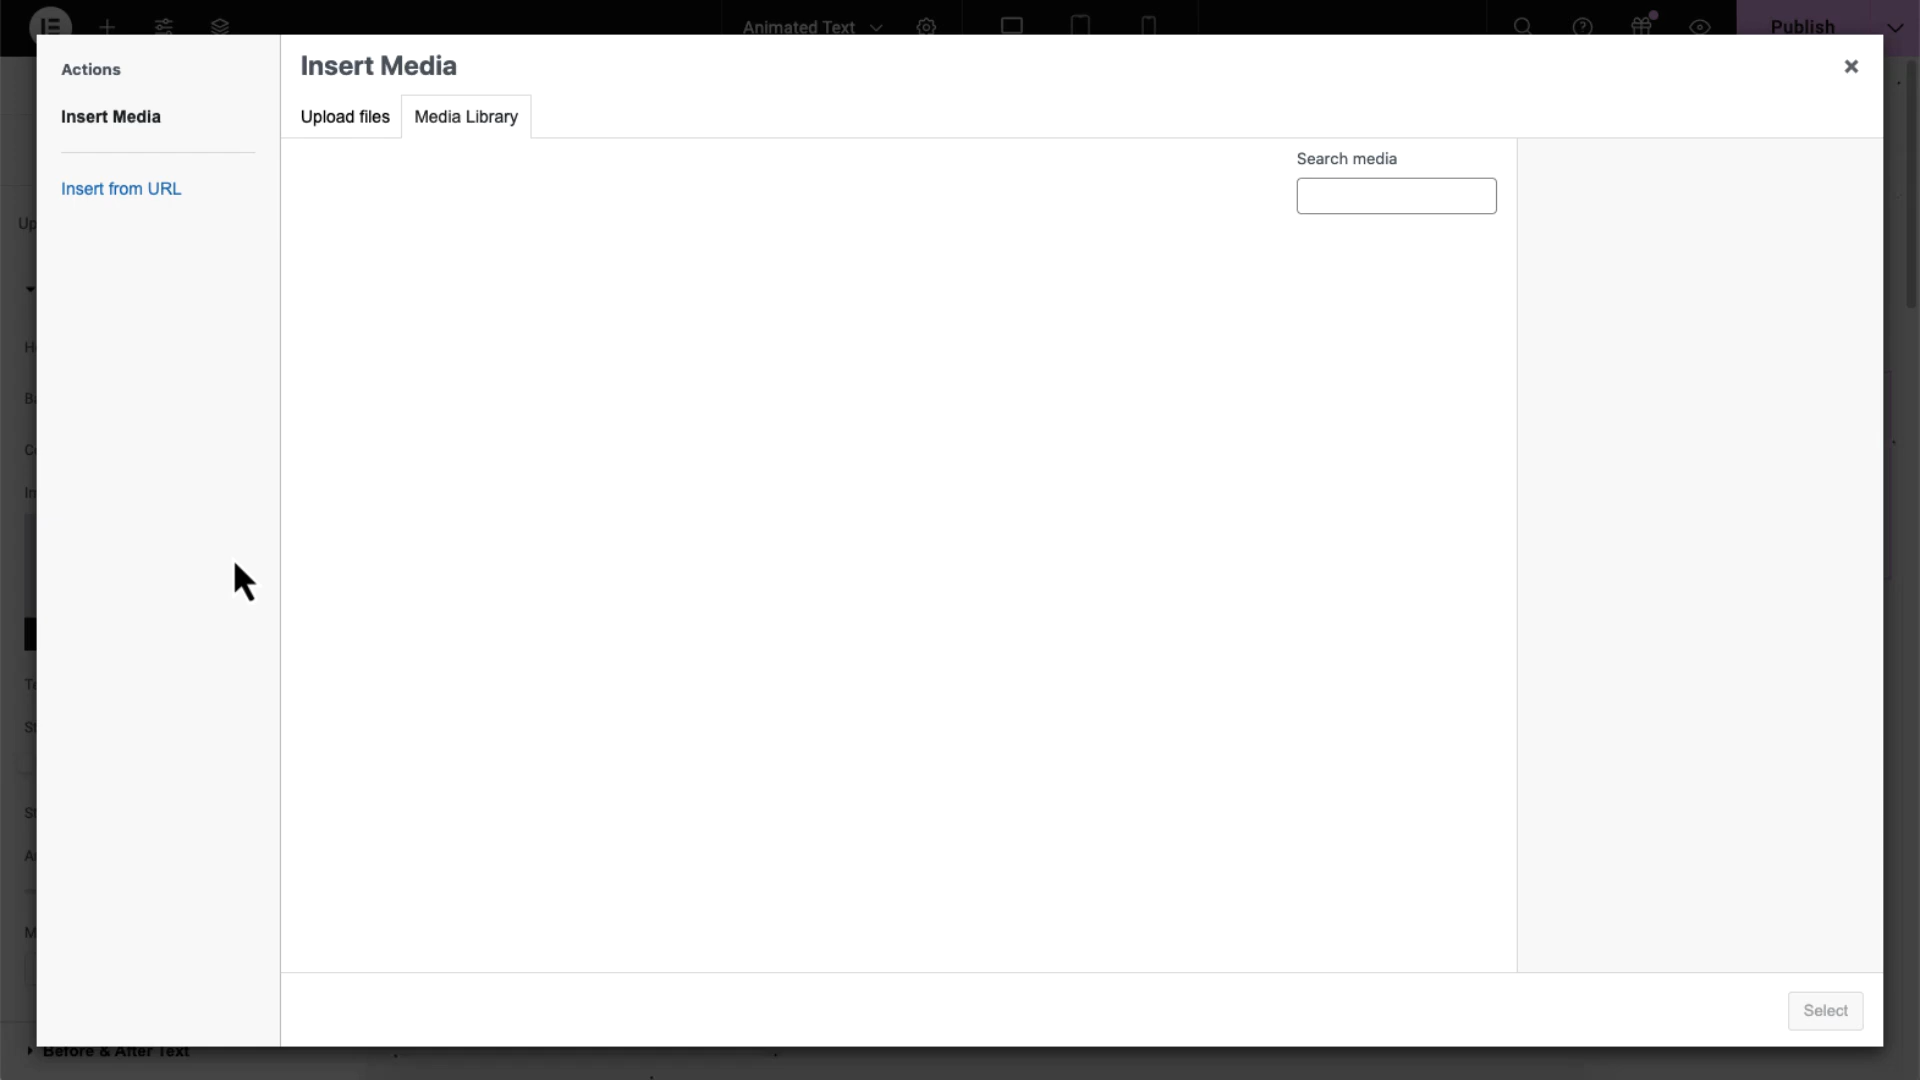 Animated Text
Publish
Actions
Insert Media
Insert from URL
Insert Media
Upload files
Media Library
Search media
Select
Before & After Text